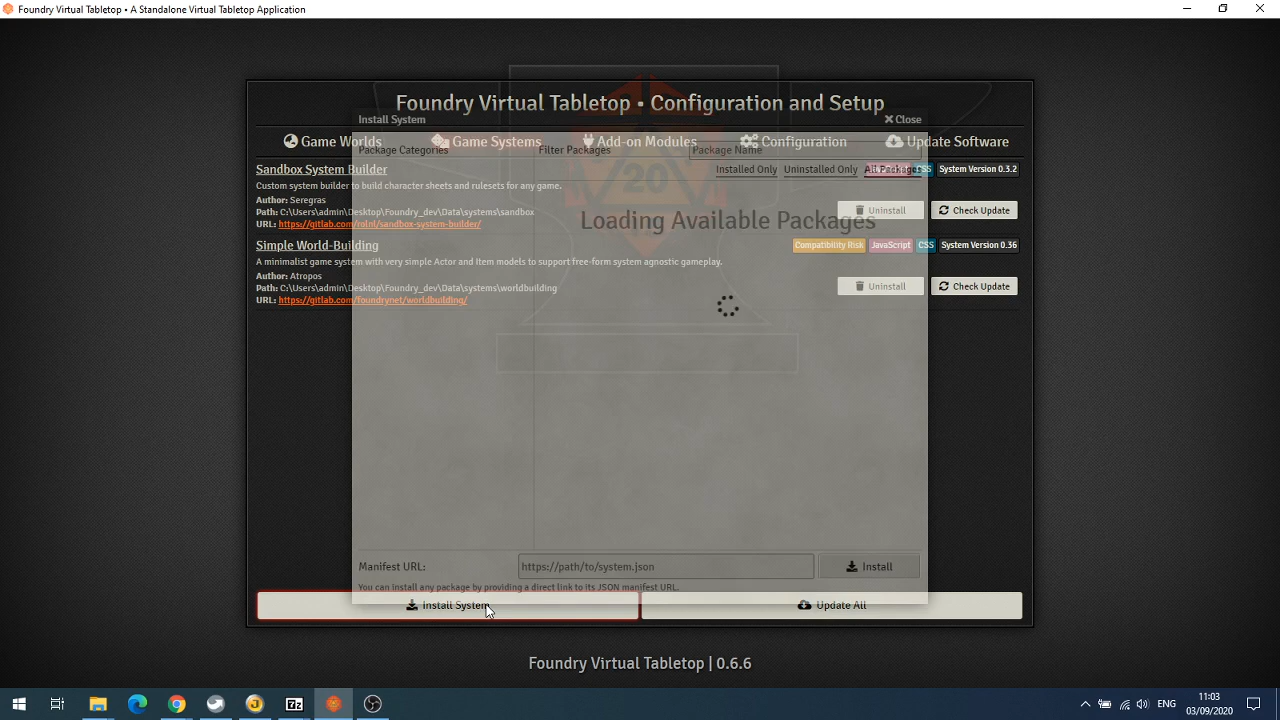 Foundry Virtual Tabletop • A Standalone Virtual Tabletop Application
Foundry Virtual Tabletop • Configuration and Setup
Install System
Close
Game Worlds
Game Systems
Add-on Modules
Configuration
Update Software
Package Categories
Filter Packages
Package Name
Installed Only
Uninstalled Only
All Packages
Sandbox System Builder
CSS
System Version 0.3.2
Custom system builder to build character sheets and rulesets for any game.
Author: Seregras
Path: C:\Users\admin\Desktop\Foundry_dev\Data\systems\sandbox
URL: https://gitlab.com/rolnl/sandbox-system-builder/
Uninstall
Check Update
Loading Available Packages
20
Simple World-Building
Compatibility Risk
JavaScript
CSS
System Version 0.36
A minimalist game system with very simple Actor and Item models to support free-form system agnostic gameplay.
Author: Atropos
Path: C:\Users\admin\Desktop\Foundry_dev\Data\systems\worldbuilding
URL: https://gitlab.com/foundrynet/worldbuilding/
Uninstall
Check Update
Manifest URL:
https://path/to/system.json
Install
You can install any package by providing a direct link to its JSON manifest URL.
Install System
Update All
Foundry Virtual Tabletop | 0.6.6
ENG
11:03
03/09/2020